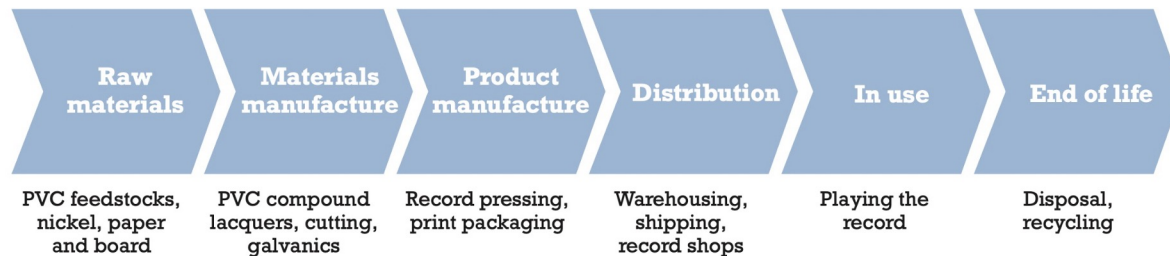 Raw
materials
Materials
manufacture
Product
manufacture
Distribution
In use
End of life
PVC feedstocks,
nickel, paper
and board
PVC compound
lacquers, cutting,
galvanics
Record pressing,
print packaging
Warehousing,
shipping,
record shops
Playing the
record
Disposal,
recycling